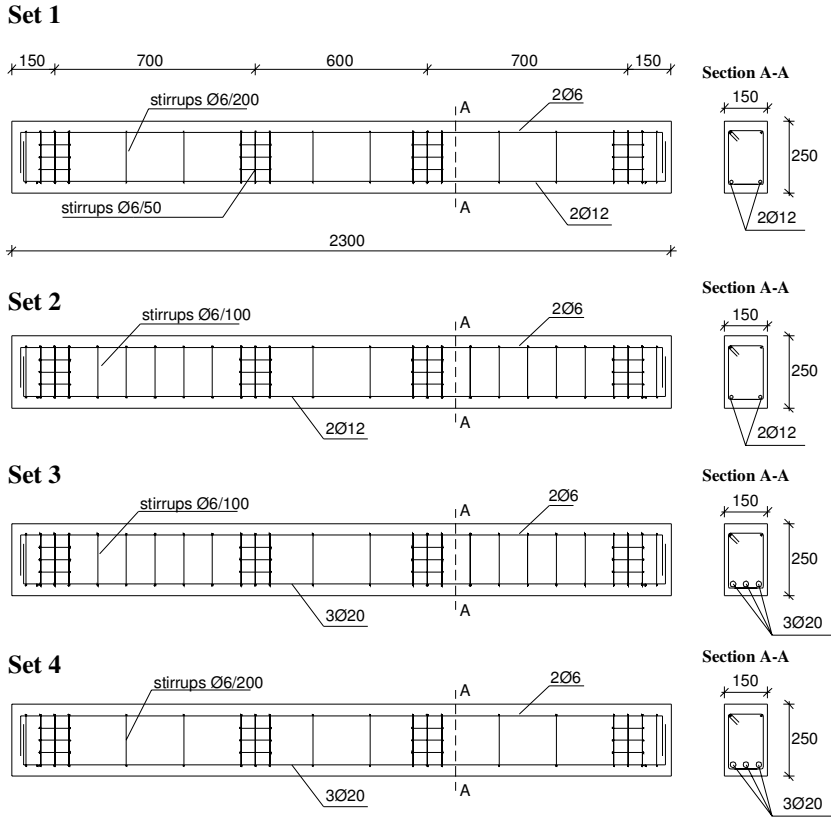 Set 1
150 700 600 700 150
Section A-A
150
stirrups Ø6/200
A
2Ø6
250
stirrups Ø6/50
A
2Ø12
2Ø12
2300
Set 2
Section A-A
150
stirrups Ø6/100
A
2Ø6
250
2Ø12
A
2Ø12
Set 3
Section A-A
150
stirrups Ø6/100
A
2Ø6
250
3Ø20
A
3Ø20
Set 4
Section A-A
150
stirrups Ø6/200
A
2Ø6
250
3Ø20
A
3Ø20